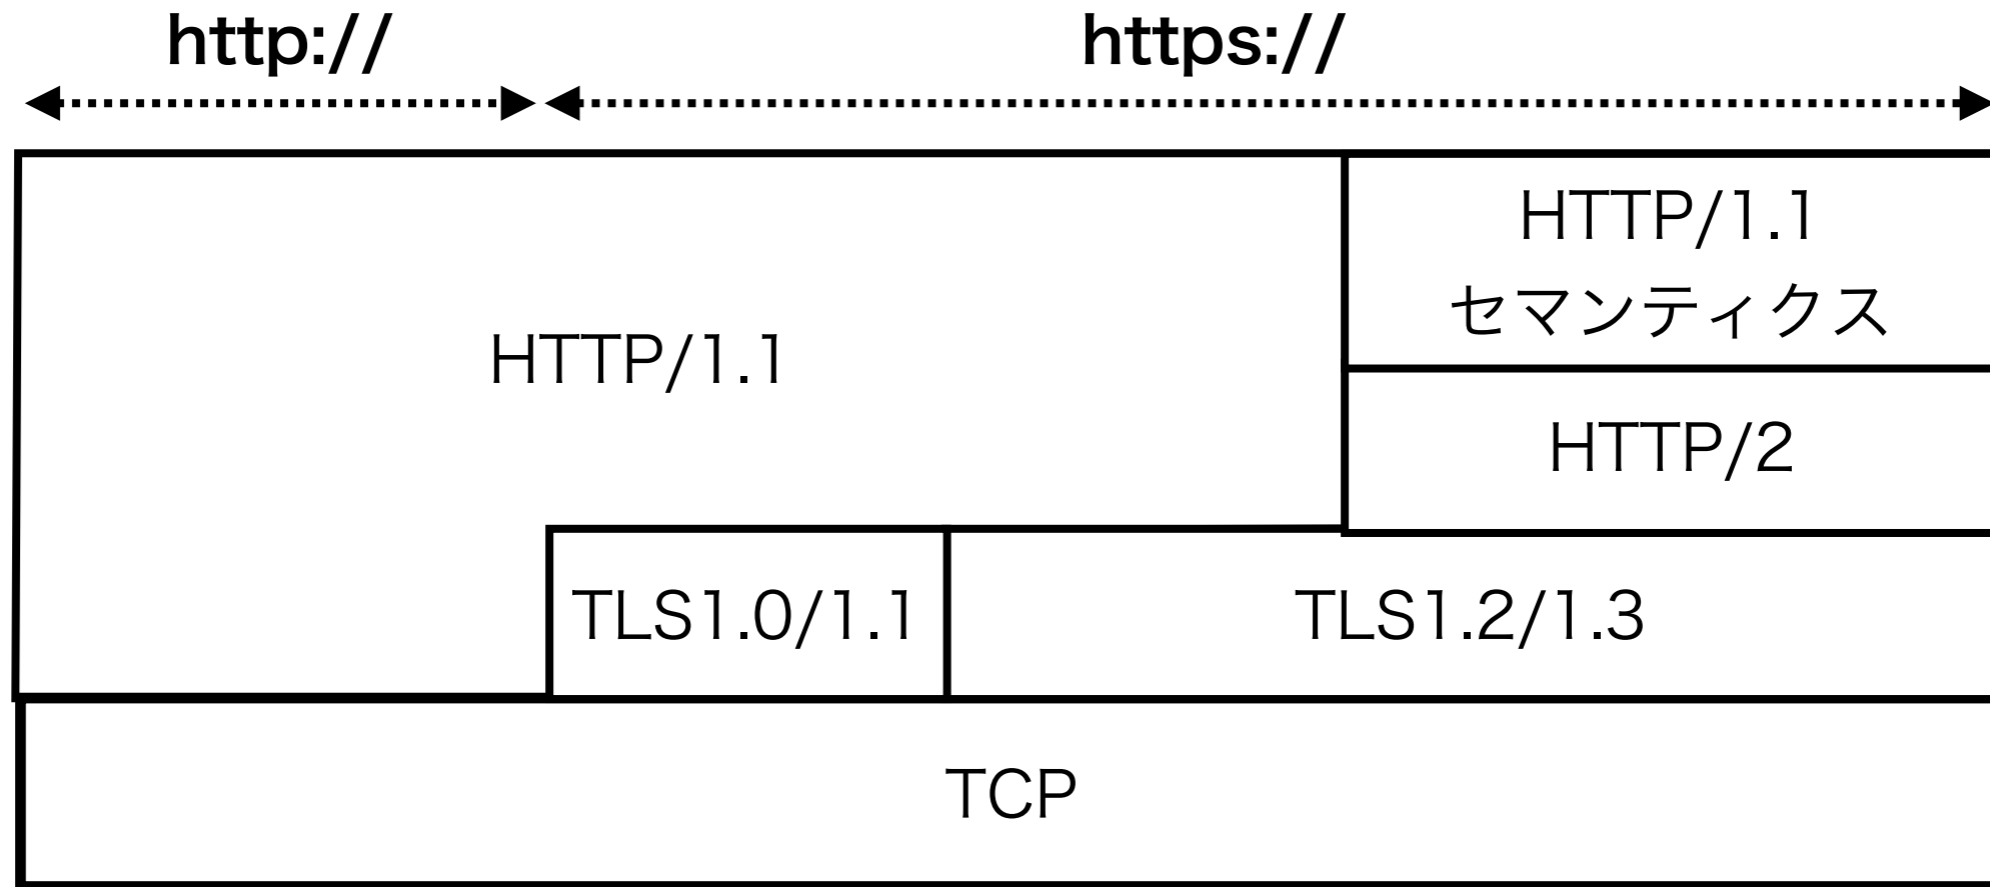 http://
https://
HTTP/1.1
HTTP/1.1
セマンティクス
HTTP/2
TLS1.0/1.1
TLS1.2/1.3
TCP